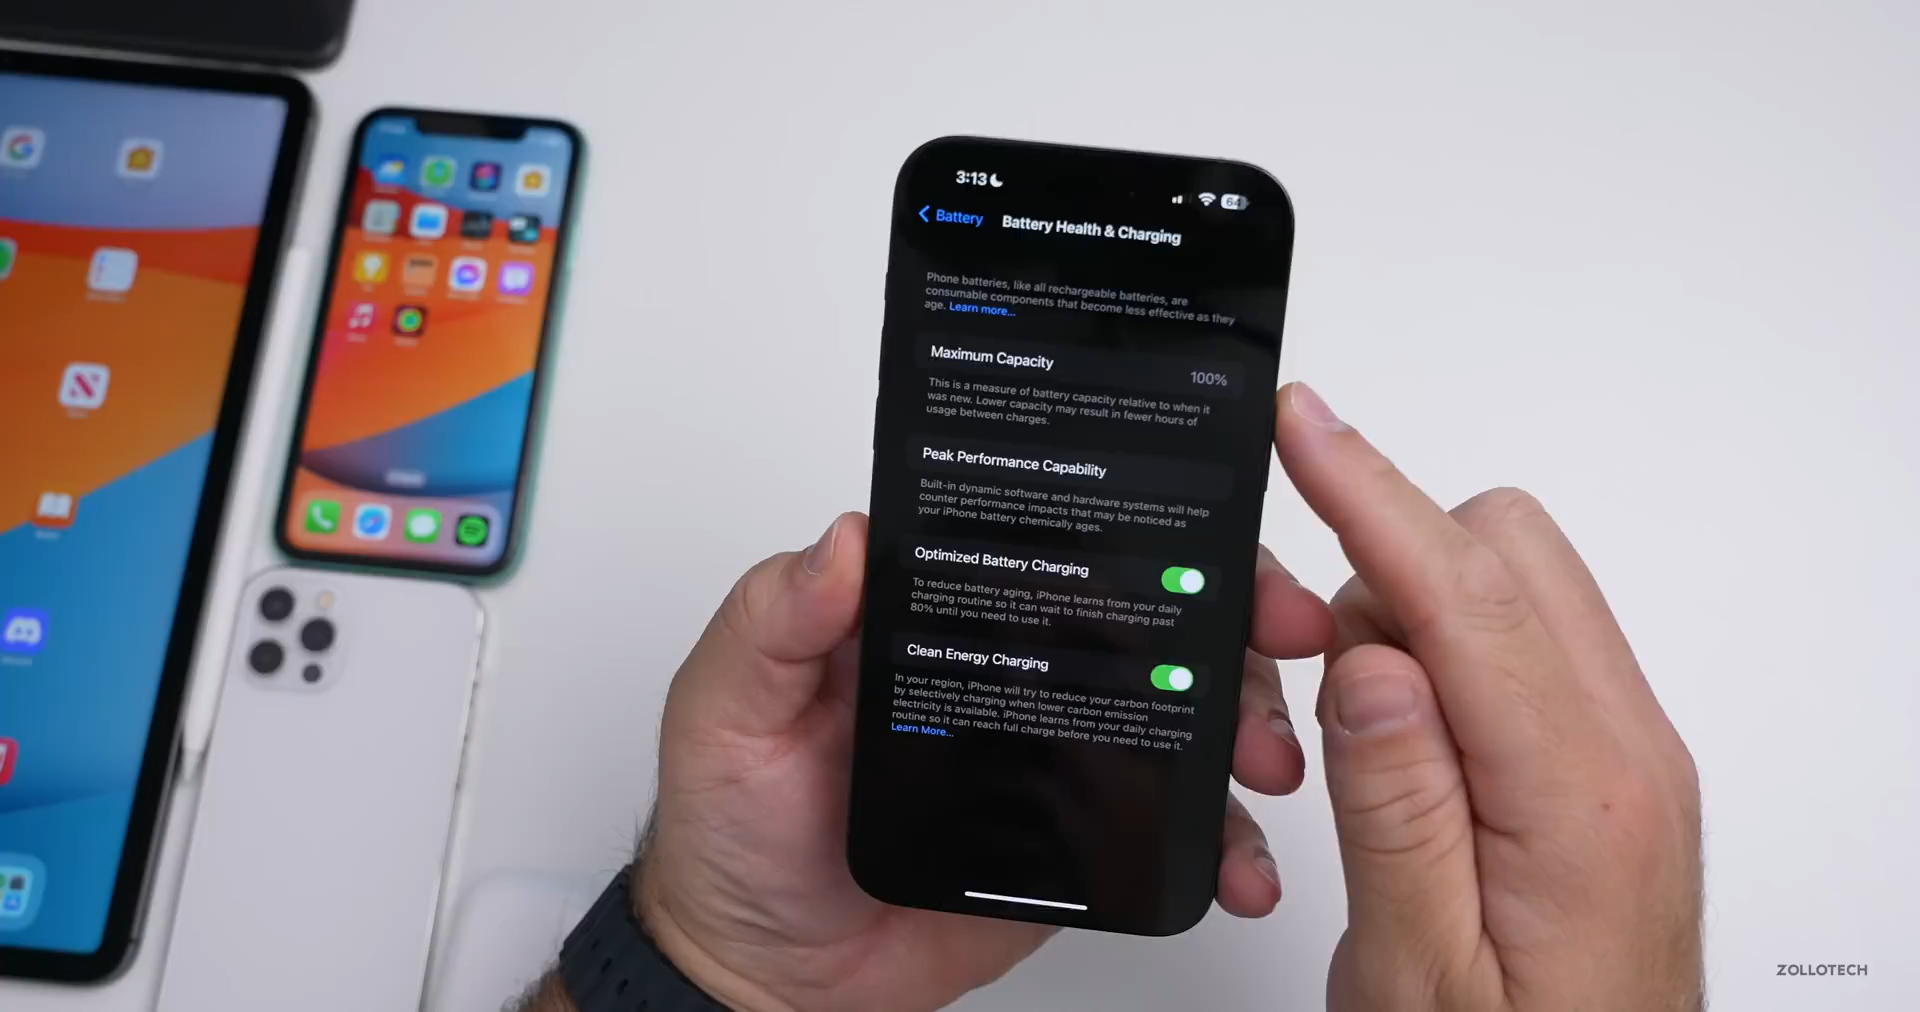 3:13
64
Battery
Battery Health & Charging
Phone batteries, like all rechargeable batteries, are
consumable components that become less effective as they
age. Learn more...
Maximum Capacity
100%
This is a measure of battery capacity relative to when it
was new. Lower capacity may result in fewer hours of
usage between charges.
Peak Performance Capability
Built-in dynamic software and hardware systems will help
counter performance impacts that may be noticed as
your iPhone battery chemically ages.
Optimized Battery Charging
To reduce battery aging, iPhone learns from your daily
charging routine so it can wait to finish charging past
80% until you need to use it.
Clean Energy Charging
In your region, iPhone will try to reduce your carbon footprint
by selectively charging when lower carbon emission
electricity is available. iPhone learns from your daily charging
routine so it can reach full charge before you need to use it.
Learn More...
ZOLLOTECH